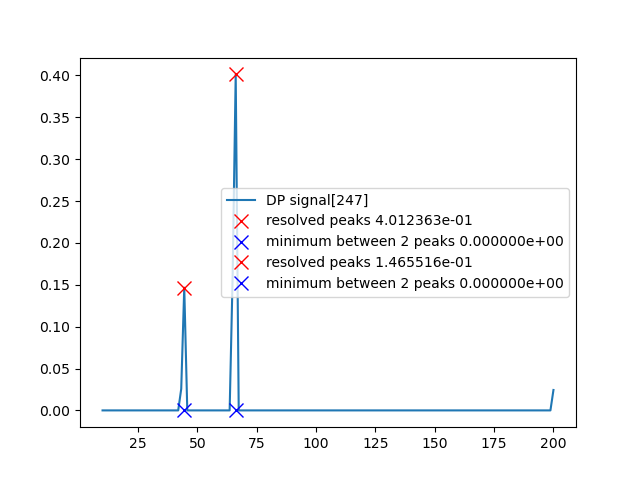 0.40
0.35
0.30
0.25
0.20
0.15
0.10
0.05
0.00
DP signal[247]
resolved peaks 4.012363e-01
minimum between 2 peaks 0.000000e+00
resolved peaks 1.465516e-01
minimum between 2 peaks 0.000000e+00
25 50 75 100 125 150 175 200